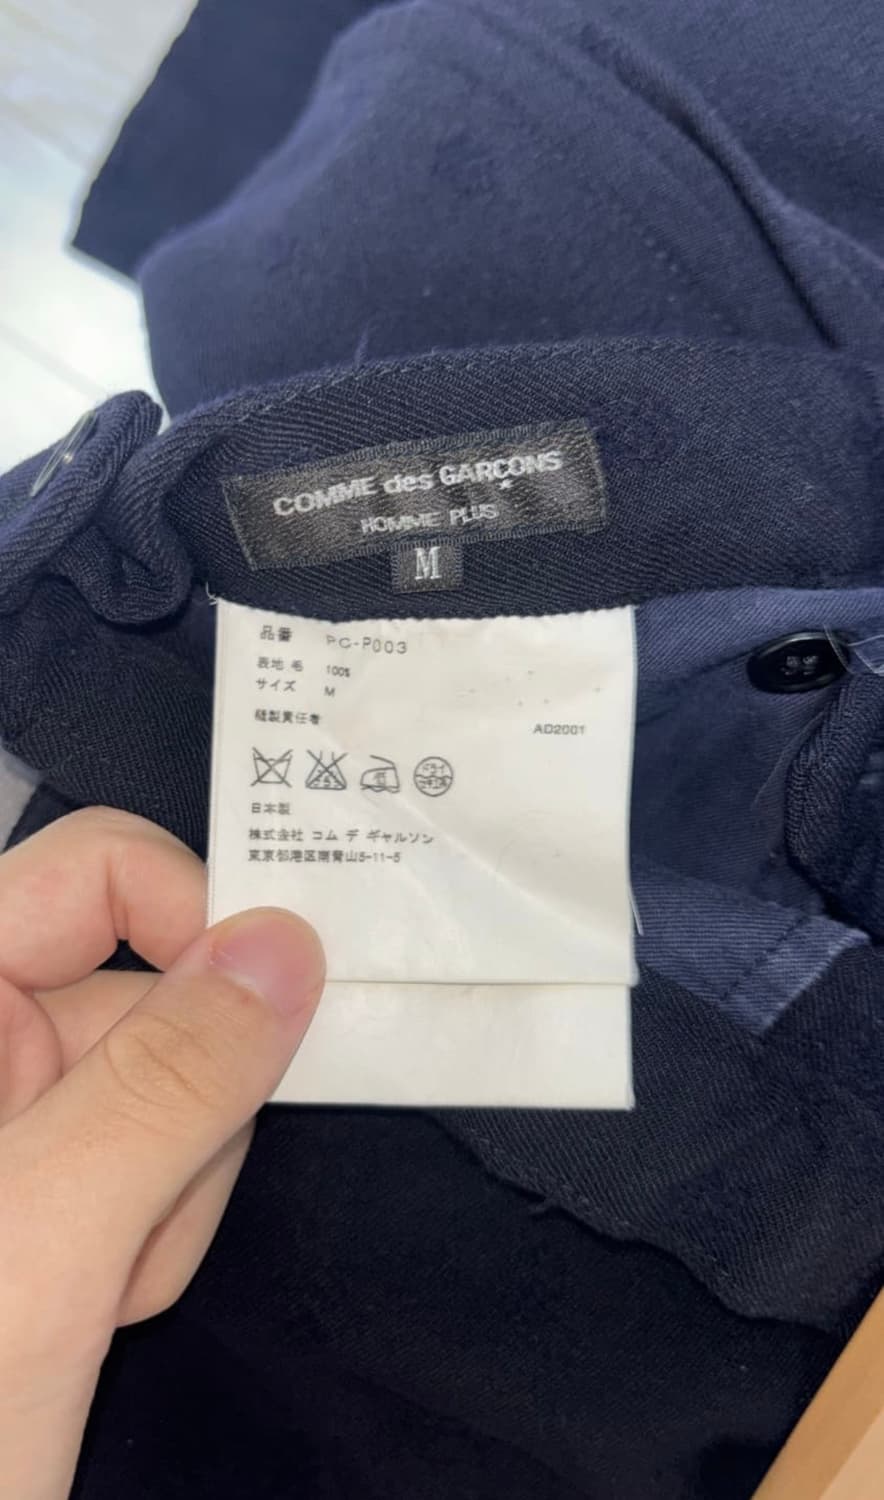 COMME des GARÇONS
HOMME PLUS
M
品番 PC-P003
表地 毛 100%
サイズ M
縫製責任者
AD2001
日本製
株式会社 コム デ ギャルソン
東京都港区南青山5-11-5